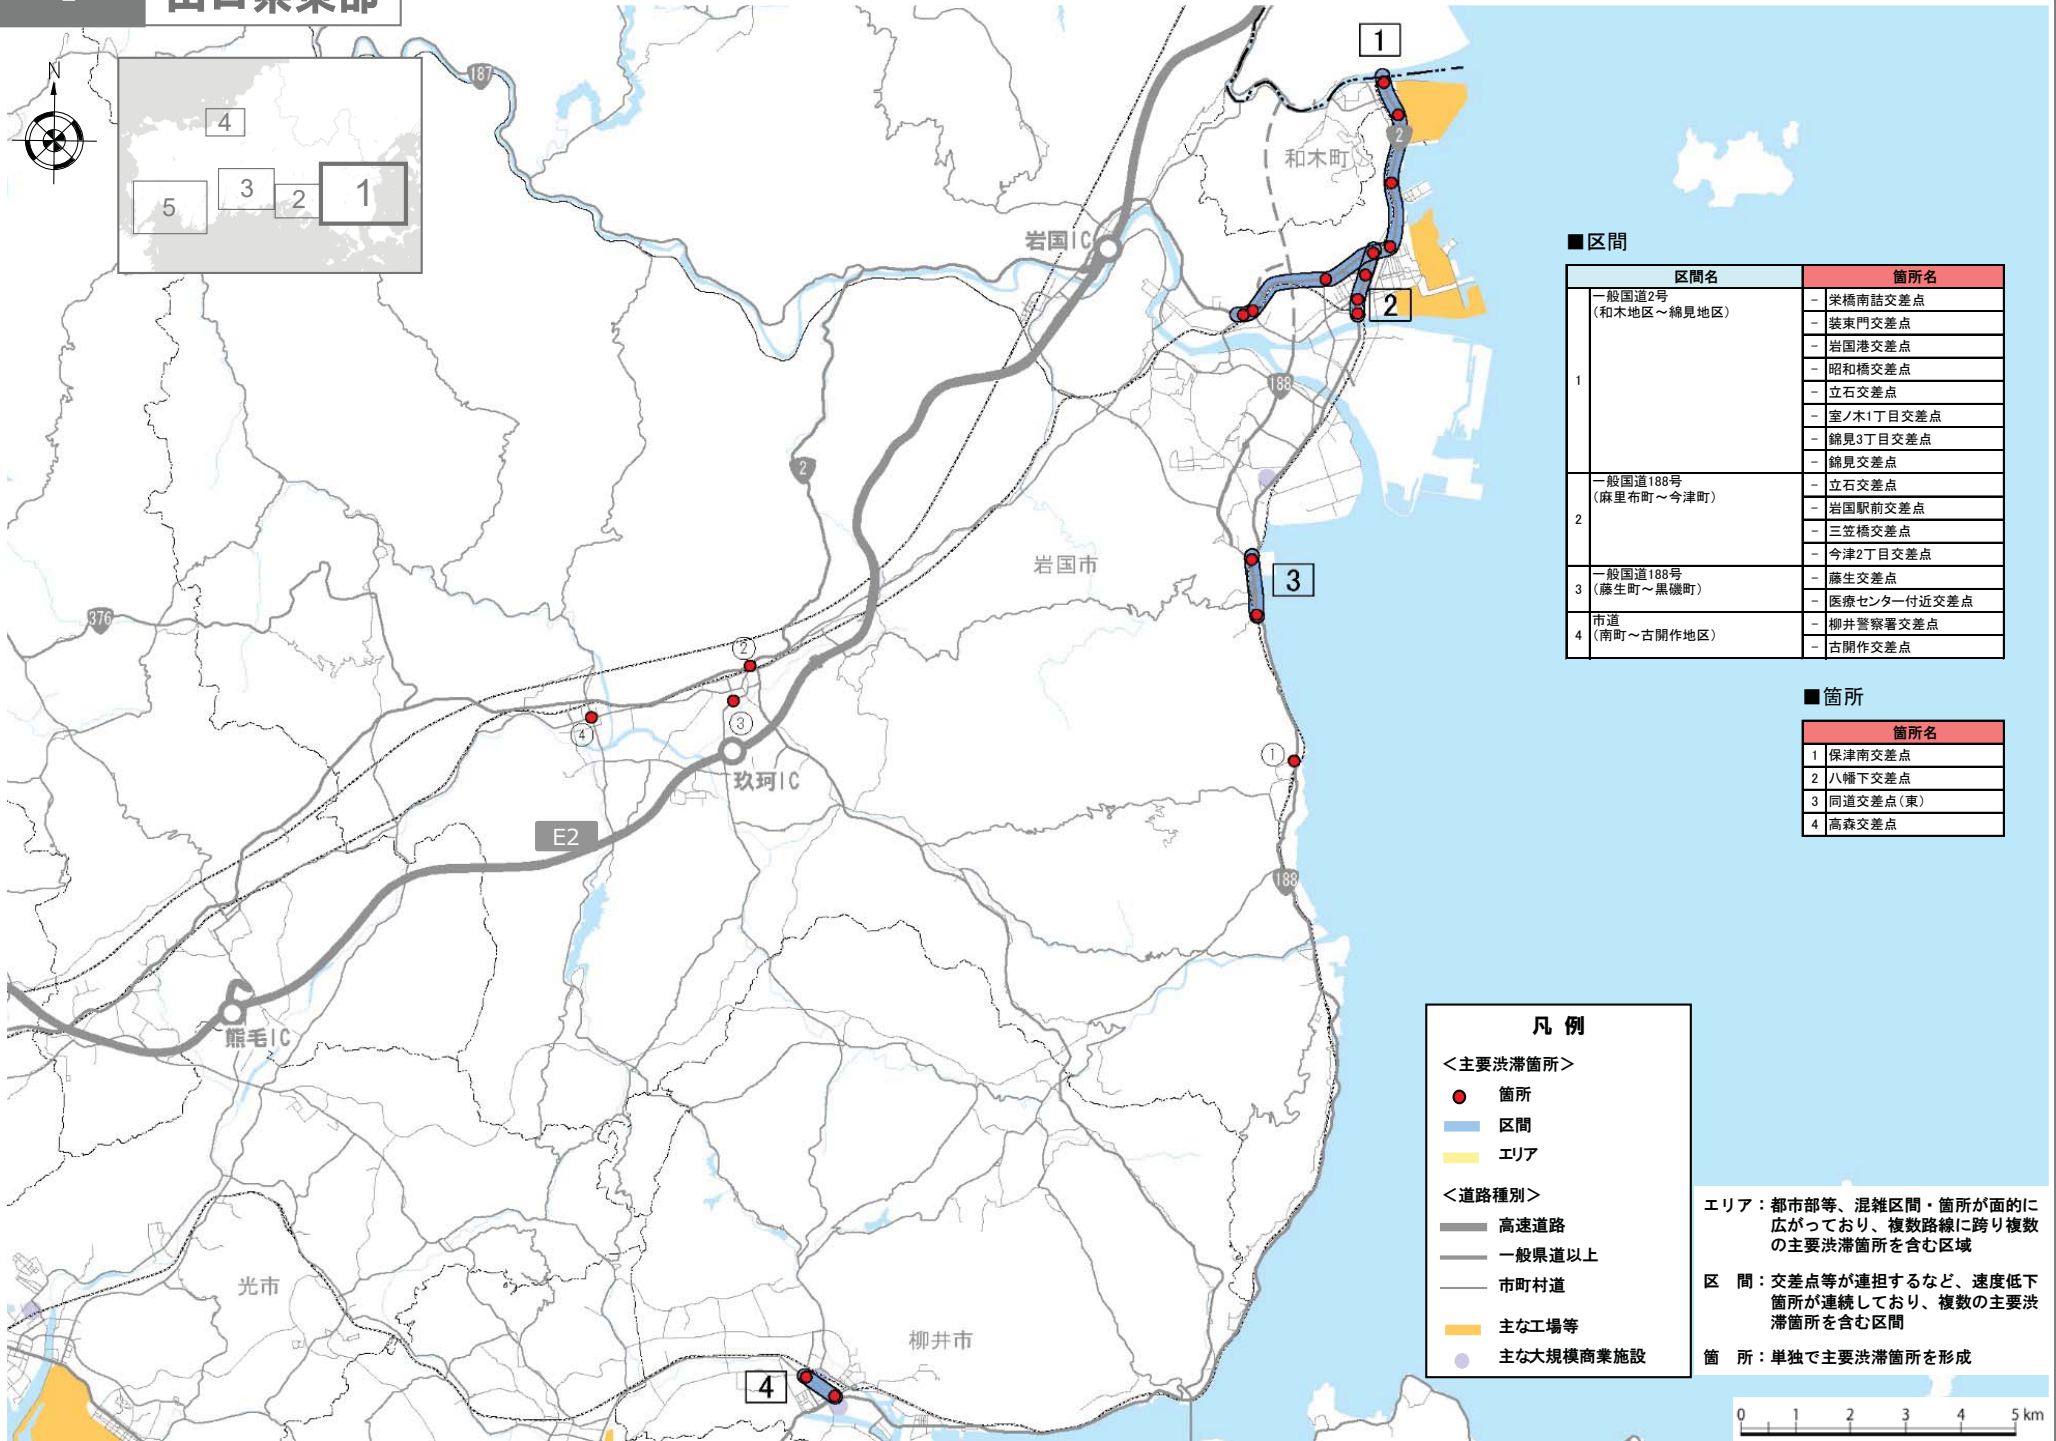 山口県東部
N
4
5
3
2
1
187
2
376
188
188
2
和木町
岩国IC
岩国市
玖珂IC
E2
熊毛IC
光市
柳井市
1
2
3
4
①
②
③
④
■区間
区間名 箇所名
1 一般国道2号
(和木地区~錦見地区)
- 栄橋南詰交差点
- 装束門交差点
- 岩国港交差点
- 昭和橋交差点
- 立石交差点
- 室ノ木1丁目交差点
- 錦見3丁目交差点
- 錦見交差点
2 一般国道188号
(麻里布町~今津町)
- 立石交差点
- 岩国駅前交差点
- 三笠橋交差点
- 今津2丁目交差点
3 一般国道188号
(藤生町~黒磯町)
- 藤生交差点
- 医療センター付近交差点
4 市道
(南町~古開作地区)
- 柳井警察署交差点
- 古開作交差点
■箇所
箇所名
1 保津南交差点
2 八幡下交差点
3 同道交差点(東)
4 高森交差点
凡 例
<主要渋滞箇所>
箇所
区間
エリア
<道路種別>
高速道路
一般県道以上
市町村道
主な工場等
主な大規模商業施設
エリア:都市部等、混雑区間・箇所が面的に
広がっており、複数路線に跨り複数
の主要渋滞箇所を含む区域
区 間:交差点等が連担するなど、速度低下
箇所が連続しており、複数の主要渋
滞箇所を含む区間
箇 所:単独で主要渋滞箇所を形成
0 1 2 3 4 5 km